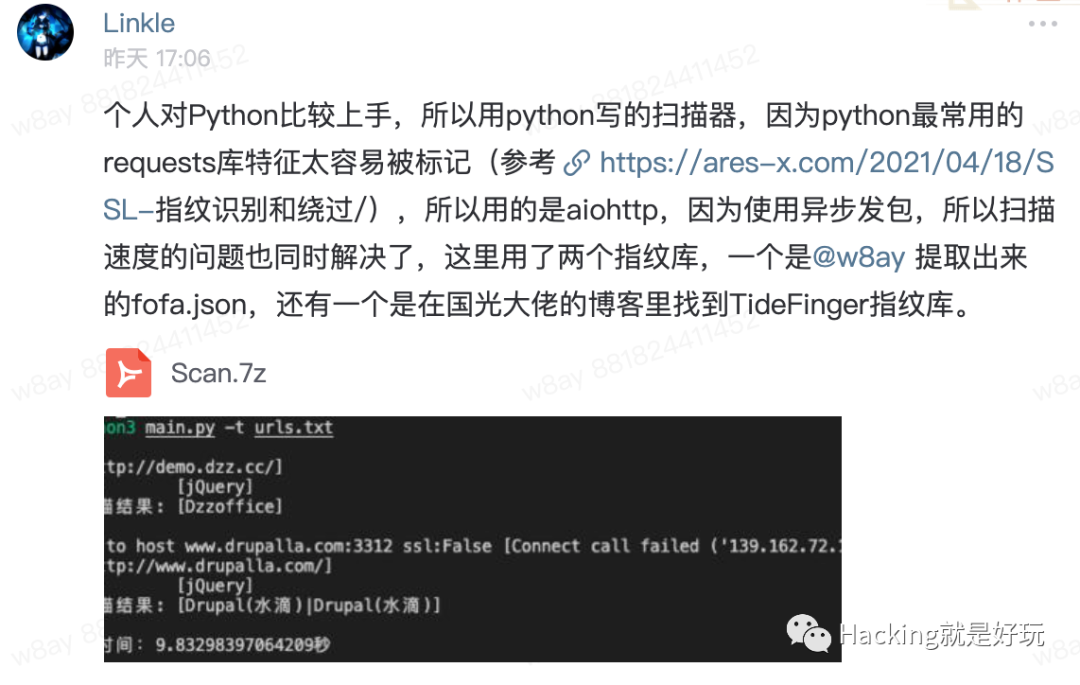 Linkle
昨天 17:06
个人对Python比较上手，所以用python写的扫描器，因为python最常用的
requests库特征太容易被标记（参考 https://ares-x.com/2021/04/18/S
SL-指纹识别和绕过/），所以用的是aiohttp，因为使用异步发包，所以扫描
速度的问题也同时解决了，这里用了两个指纹库，一个是@w8ay 提取出来
的fofa.json，还有一个是在国光大佬的博客里找到TideFinger指纹库。
Scan.7z
on3 main.py -t urls.txt
tp://demo.dzz.cc/]
[jQuery]
描结果: [Dzzoffice]
to host www.drupalla.com:3312 ssl:False [Connect call failed ('139.162.72.
tp://www.drupalla.com/]
[jQuery]
描结果: [Drupal(水滴)|Drupal(水滴)]
时间: 9.83298397064209秒
Hacking就是好玩
w8ay 881824411452